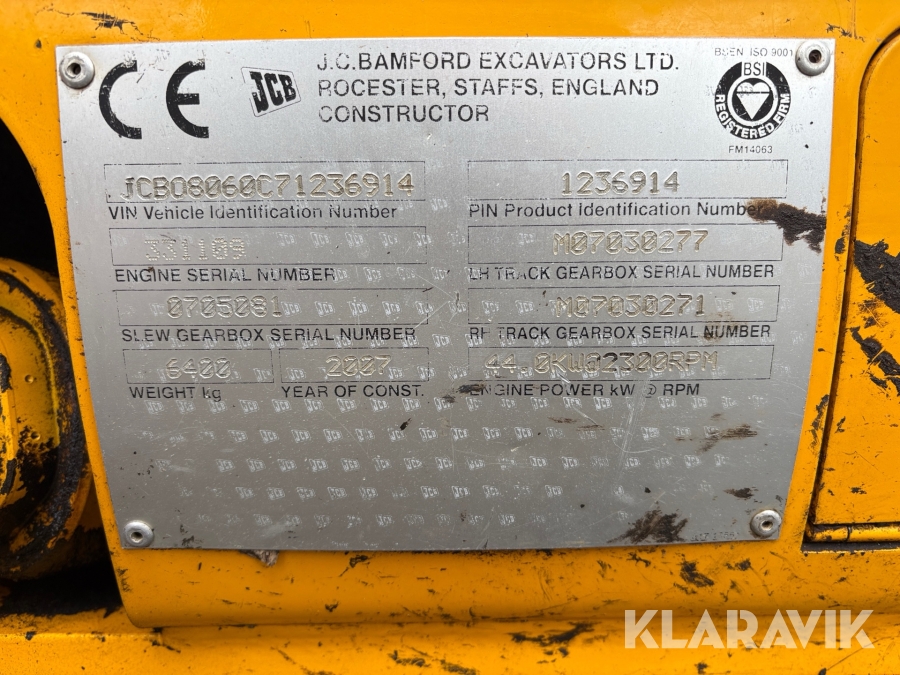 CE
JCB
J.C.BAMFORD EXCAVATORS LTD.
ROCESTER, STAFFS, ENGLAND
CONSTRUCTOR
BSEN ISO 9001
BSI
REGISTERED FIRM
FM14063
JCB08060C71236914
VIN Vehicle Identification Number
1236914
PIN Product Identification Number
331109
ENGINE SERIAL NUMBER
M07030277
LH TRACK GEARBOX SERIAL NUMBER
0705081
SLEW GEARBOX SERIAL NUMBER
M07030271
RH TRACK GEARBOX SERIAL NUMBER
6400
WEIGHT kg
2007
YEAR OF CONST.
44.0KW@2300RPM
ENGINE POWER kW @ RPM
KLARAVIK